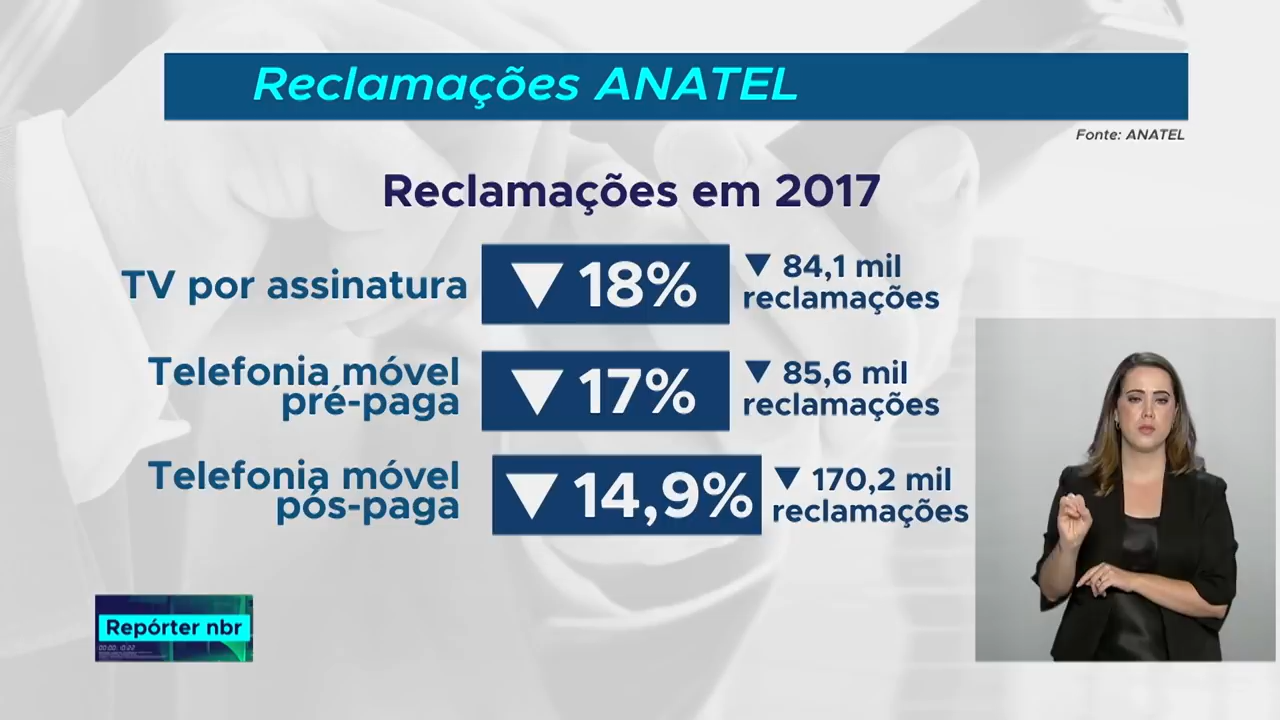 Reclamações ANATEL
Fonte: ANATEL
Reclamações em 2017
TV por assinatura
▼ 18%
▼ 84,1 mil
reclamações
Telefonia móvel
pré-paga
▼ 17%
▼ 85,6 mil
reclamações
Telefonia móvel
pós-paga
▼ 14,9%
▼ 170,2 mil
reclamações
Repórter nbr